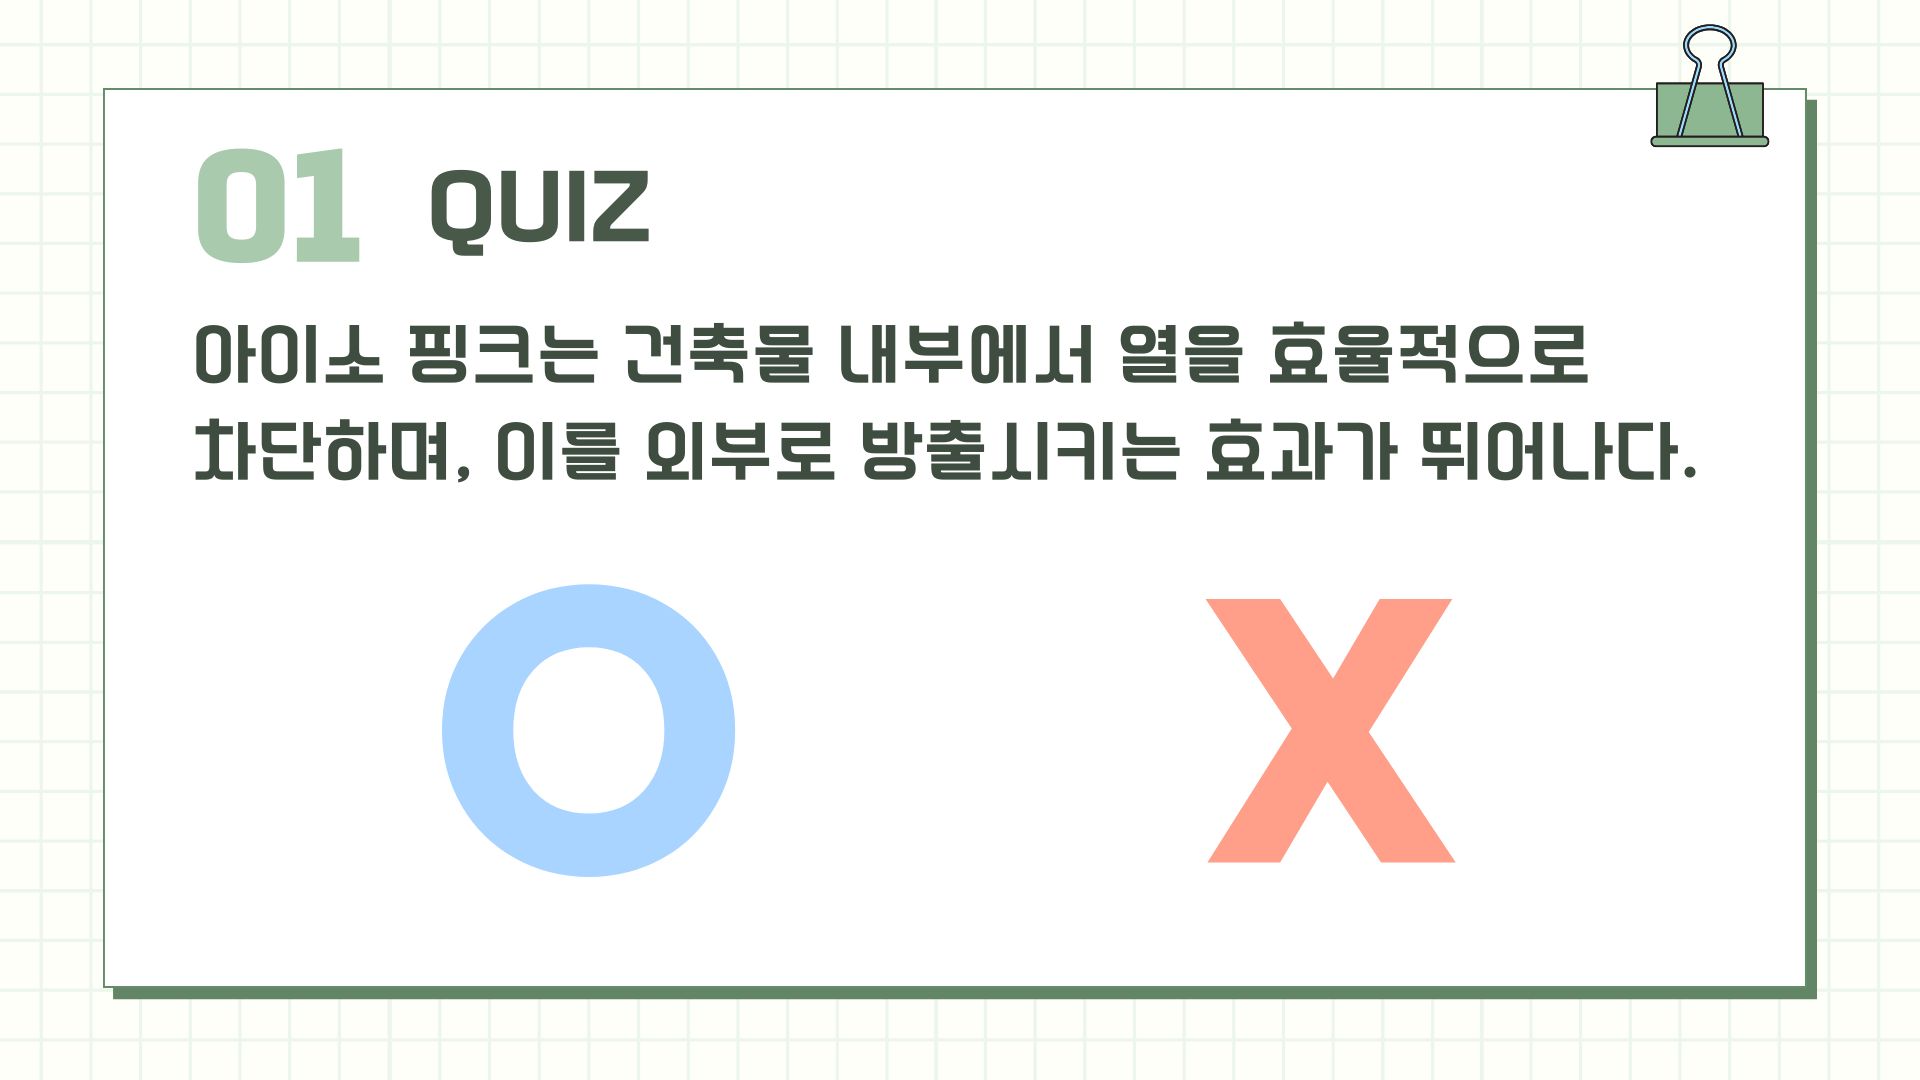 01 QUIZ
아이소 핑크는 건축물 내부에서 열을 효율적으로
차단하며, 이를 외부로 방출시키는 효과가 뛰어나다.
O X